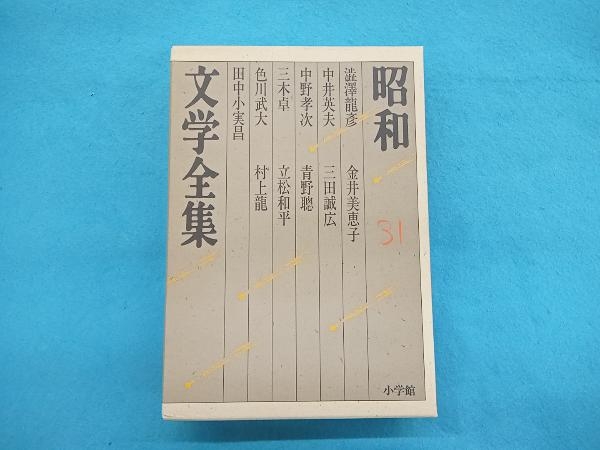 昭和
文学全集
澁澤龍彥
中井英夫
中野孝次
三木卓
色川武大
田中小実昌
金井美恵子
三田誠広
青野聰
立松和平
村上龍
31
小学館